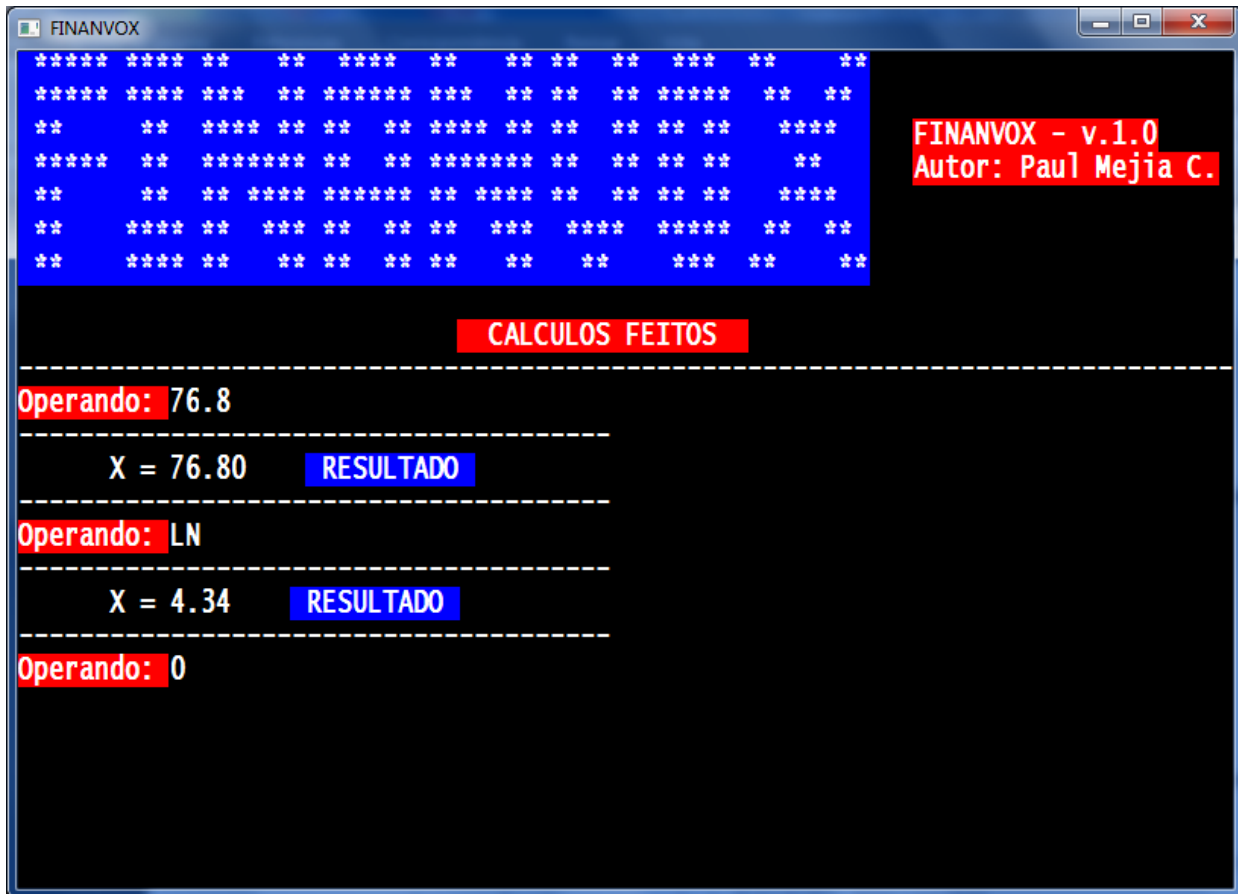 FINANVOX
***** **** **   **  ****  **   ** **  **  ***  **    **
***** **** ***  ** ****** ***  ** **  ** *****  **  **
**     **  **** ** **  ** **** ** **  ** ** **   ****
*****  **  ******* **  ** ******* **  ** ** **    **
**     **  ** **** ****** ** **** **  ** ** **   ****
**    **** **  *** **  ** **  ***  ****  *****  **  **
**    **** **   ** **  ** **   **   **    ***  **    **
FINANVOX - v.1.0
Autor: Paul Mejia C.
CALCULOS FEITOS
--------------------------------------------------------------------------------
Operando: 76.8
---------------------------------------
X = 76.80 RESULTADO
---------------------------------------
Operando: LN
---------------------------------------
X = 4.34 RESULTADO
---------------------------------------
Operando: 0